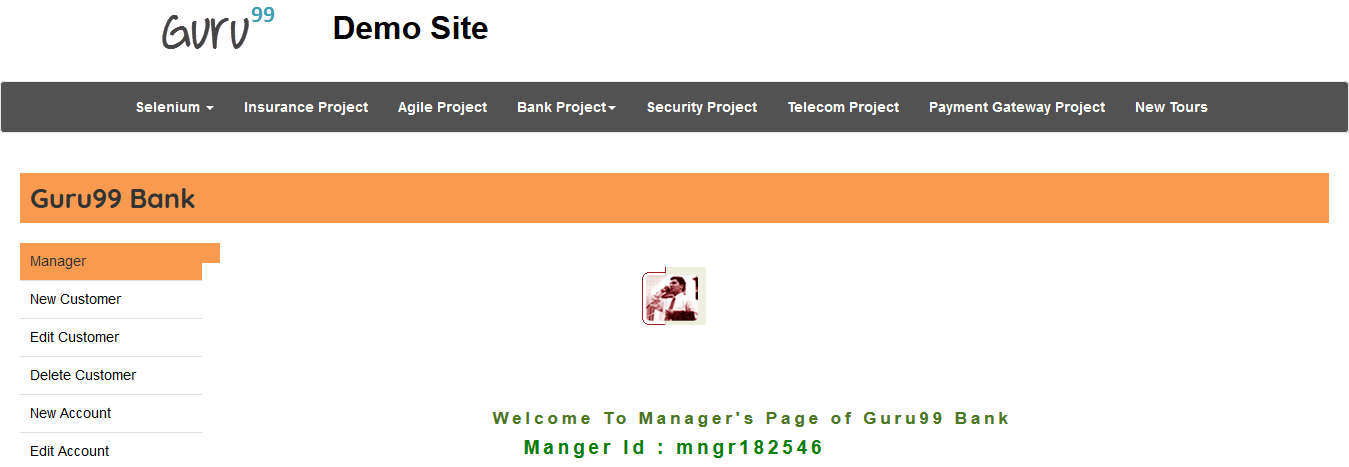 Guru99 Demo Site
Selenium Insurance Project Agile Project Bank Project Security Project Telecom Project Payment Gateway Project New Tours
Guru99 Bank
Manager
New Customer
Edit Customer
Delete Customer
New Account
Edit Account
Welcome To Manager's Page of Guru99 Bank
Manger Id : mngr182546